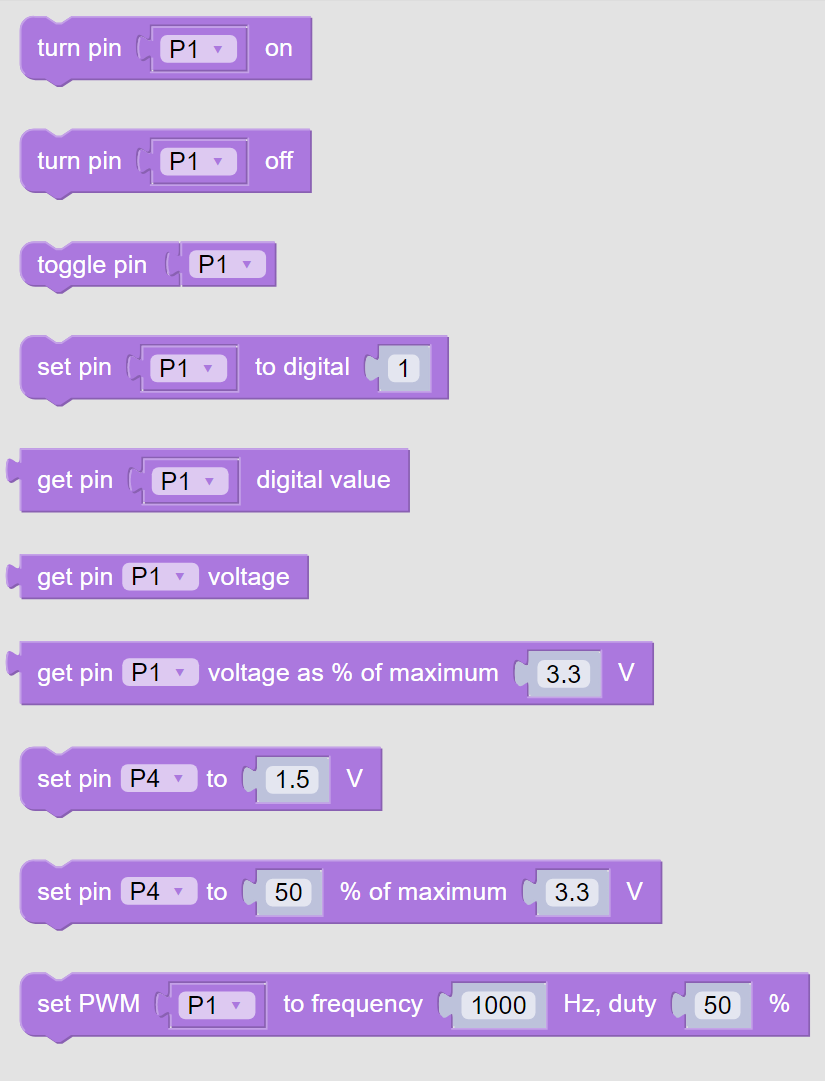 turn pin P1 on
turn pin P1 off
toggle pin P1
set pin P1 to digital 1
get pin P1 digital value
get pin P1 voltage
get pin P1 voltage as % of maximum 3.3 V
set pin P4 to 1.5 V
set pin P4 to 50 % of maximum 3.3 V
set PWM P1 to frequency 1000 Hz, duty 50 %